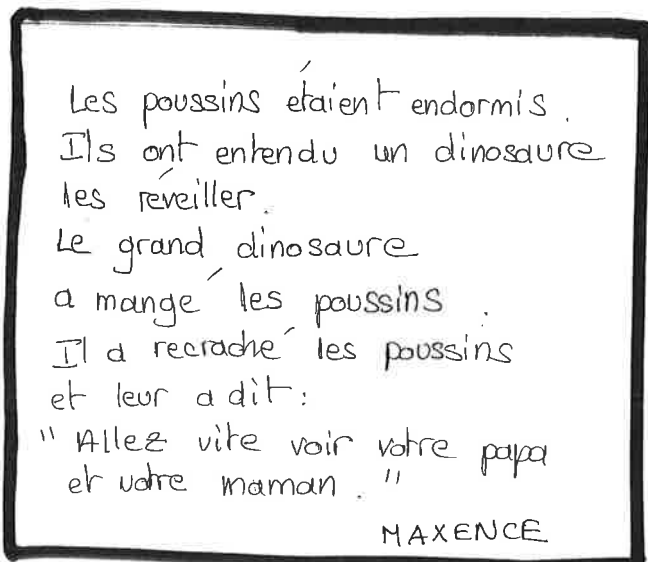 Les poussins étaient endormis.
Ils ont entendu un dinosaure
les réveiller.
Le grand dinosaure
a mangé les poussins.
Il a recraché les poussins
et leur a dit :
" Allez vite voir votre papa
et votre maman. "
MAXENCE